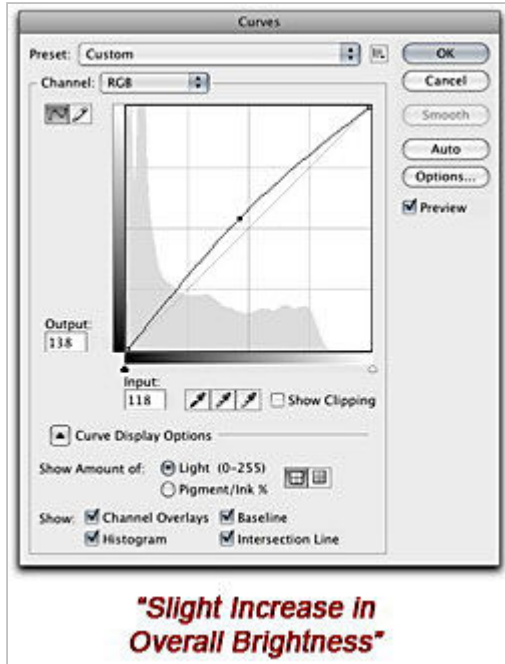 Curves
Preset: Custom
OK
Channel: RGB
Cancel
Smooth
Auto
Options...
Preview
Output:
138
Input:
118
Show Clipping
Curve Display Options
Show Amount of: Light (0-255)
Pigment/Ink %
Show: Channel Overlays Baseline
Histogram Intersection Line
"Slight Increase in
Overall Brightness"